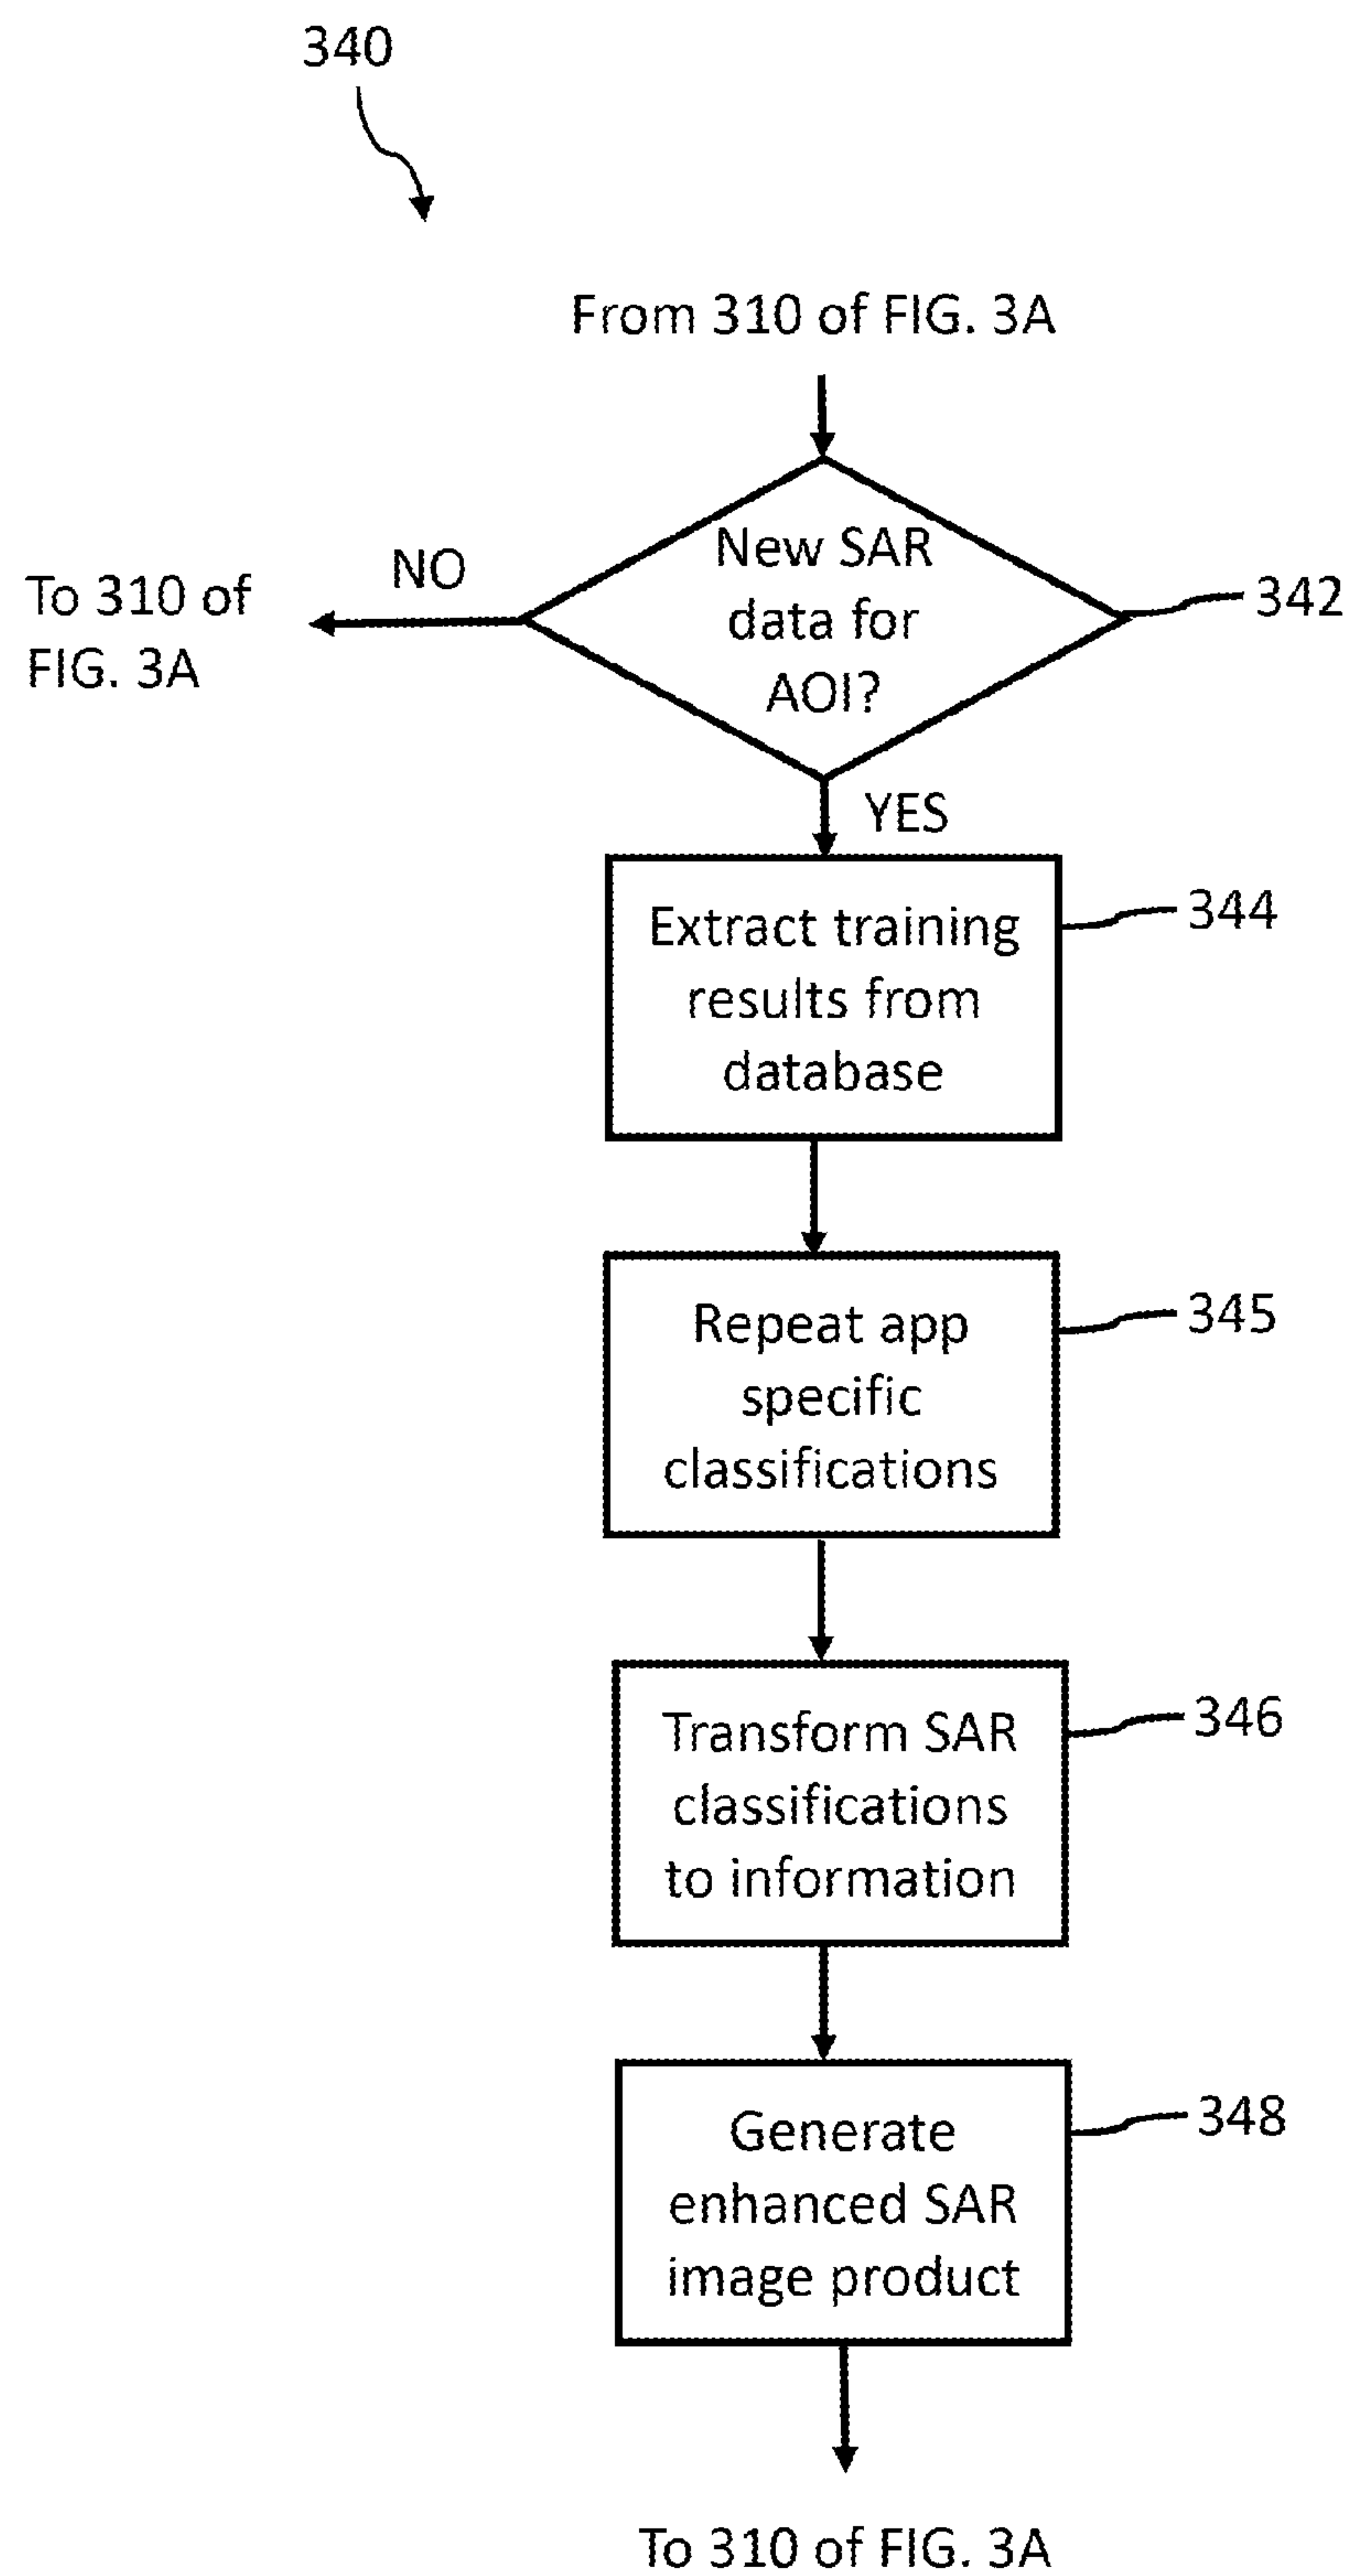 340
From 310 of FIG. 3A
New SAR
data for
AOI?
NO
To 310 of
FIG. 3A
342
YES
Extract training
results from
database
344
Repeat app
specific
classifications
345
Transform SAR
classifications
to information
346
Generate
enhanced SAR
image product
348
To 310 of FIG. 3A